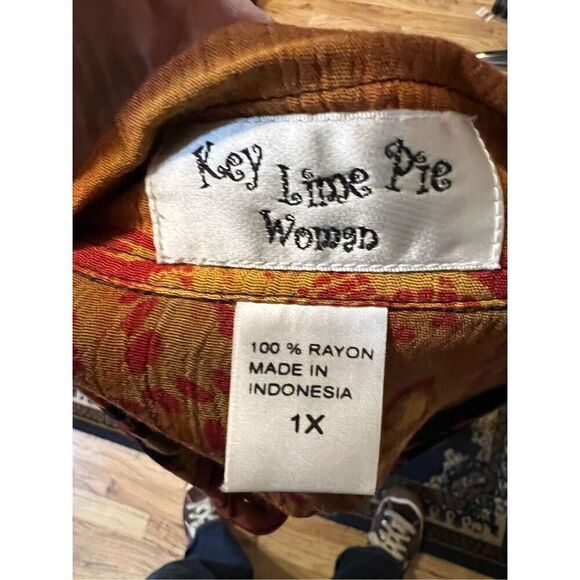 Key Lime Pie
Woman
100 % RAYON
MADE IN
INDONESIA
1X